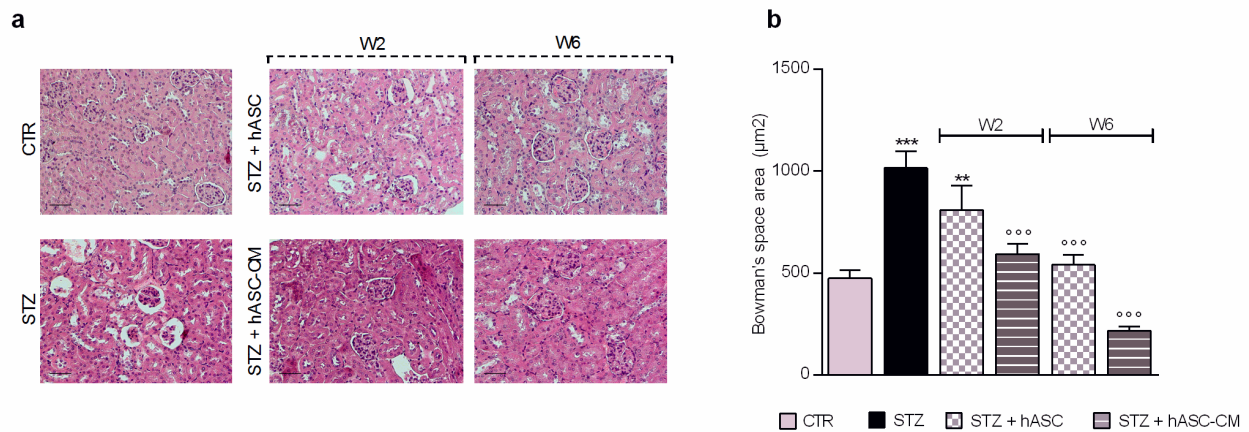 a
W2
W6
CTR
STZ + hASC
STZ
STZ + hASC-CM
b
Bowman's space area (µm2)
1500
1000
500
0
***
**
°°°
°°°
°°°
W2
W6
CTR
STZ
STZ + hASC
STZ + hASC-CM